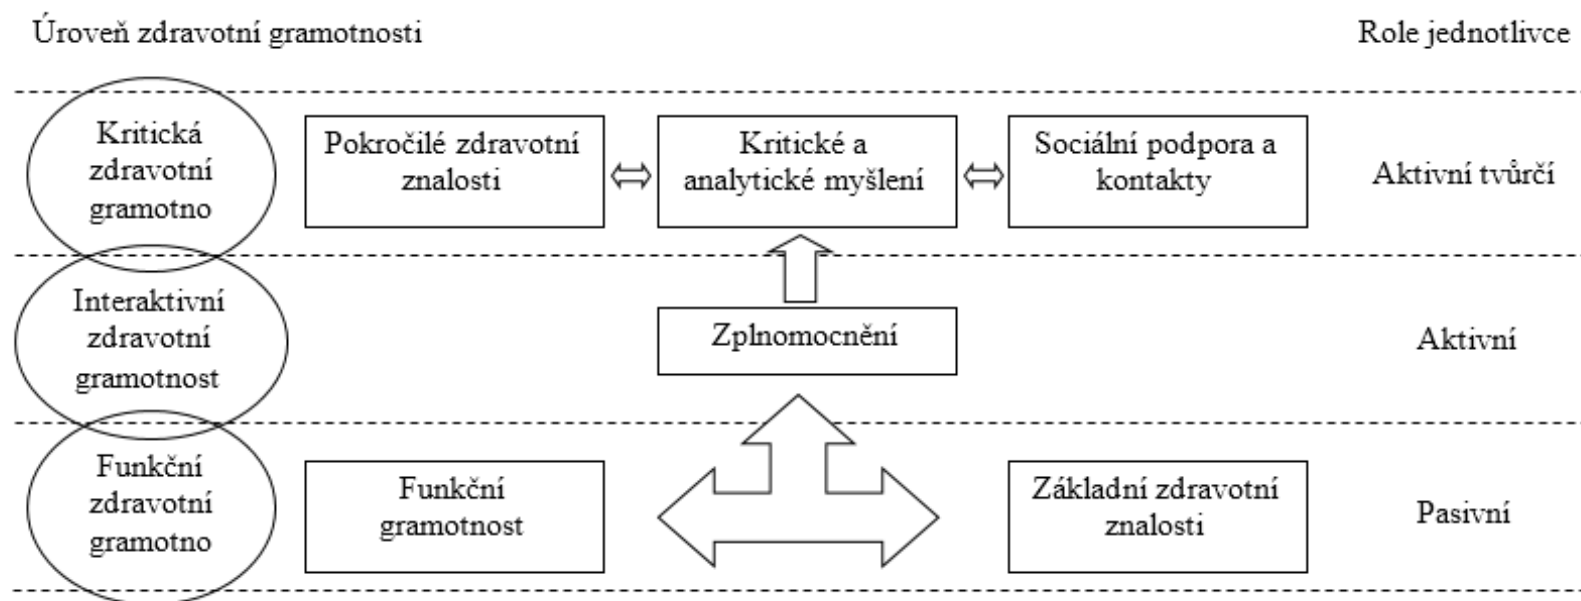 Úroveň zdravotní gramotnosti
Role jednotlivce
Kritická
zdravotní
gramotno
Pokročilé zdravotní
znalosti
Kritické a
analytické myšlení
Sociální podpora a
kontakty
Aktivní tvůrčí
Interaktivní
zdravotní
gramotnost
Zplnomocnění
Aktivní
Funkční
zdravotní
gramotno
Funkční
gramotnost
Základní zdravotní
znalosti
Pasivní